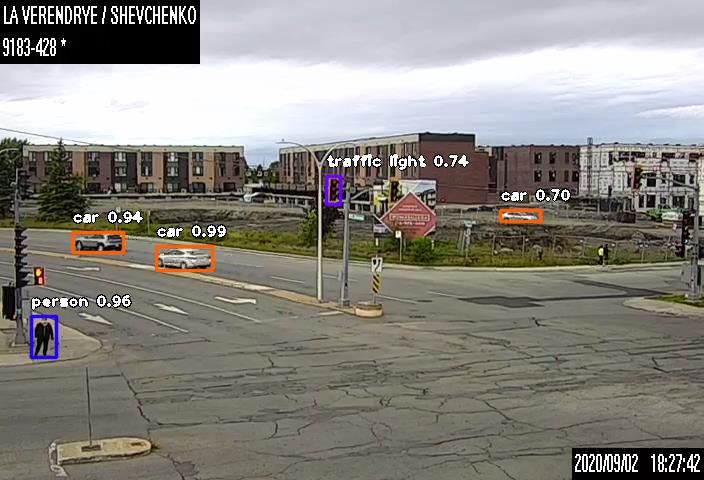 LA VERENDRYE / SHEVCHENKO
9183-428 *
traffic light 0.74
car 0.70
car 0.94
car 0.99
person 0.96
2020/09/02 18:27:42